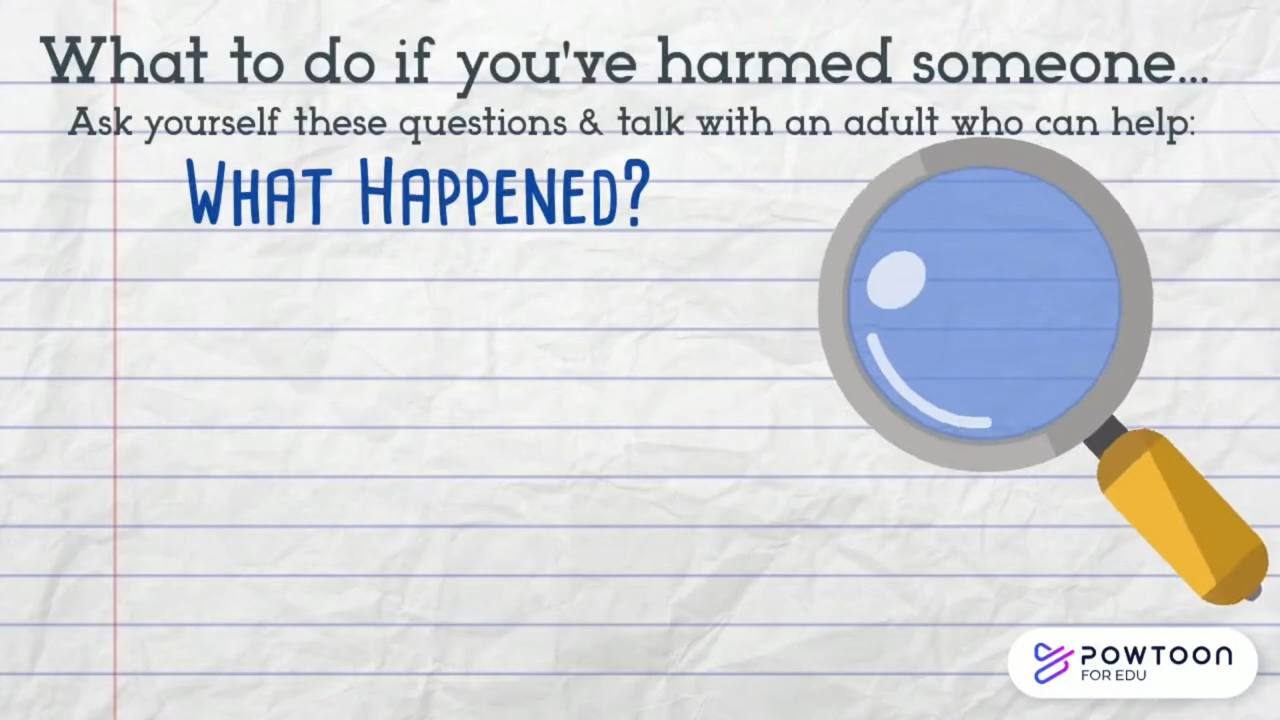 What to do if you've harmed someone...
Ask yourself these questions & talk with an adult who can help:
What Happened?
POWTOON
FOR EDU